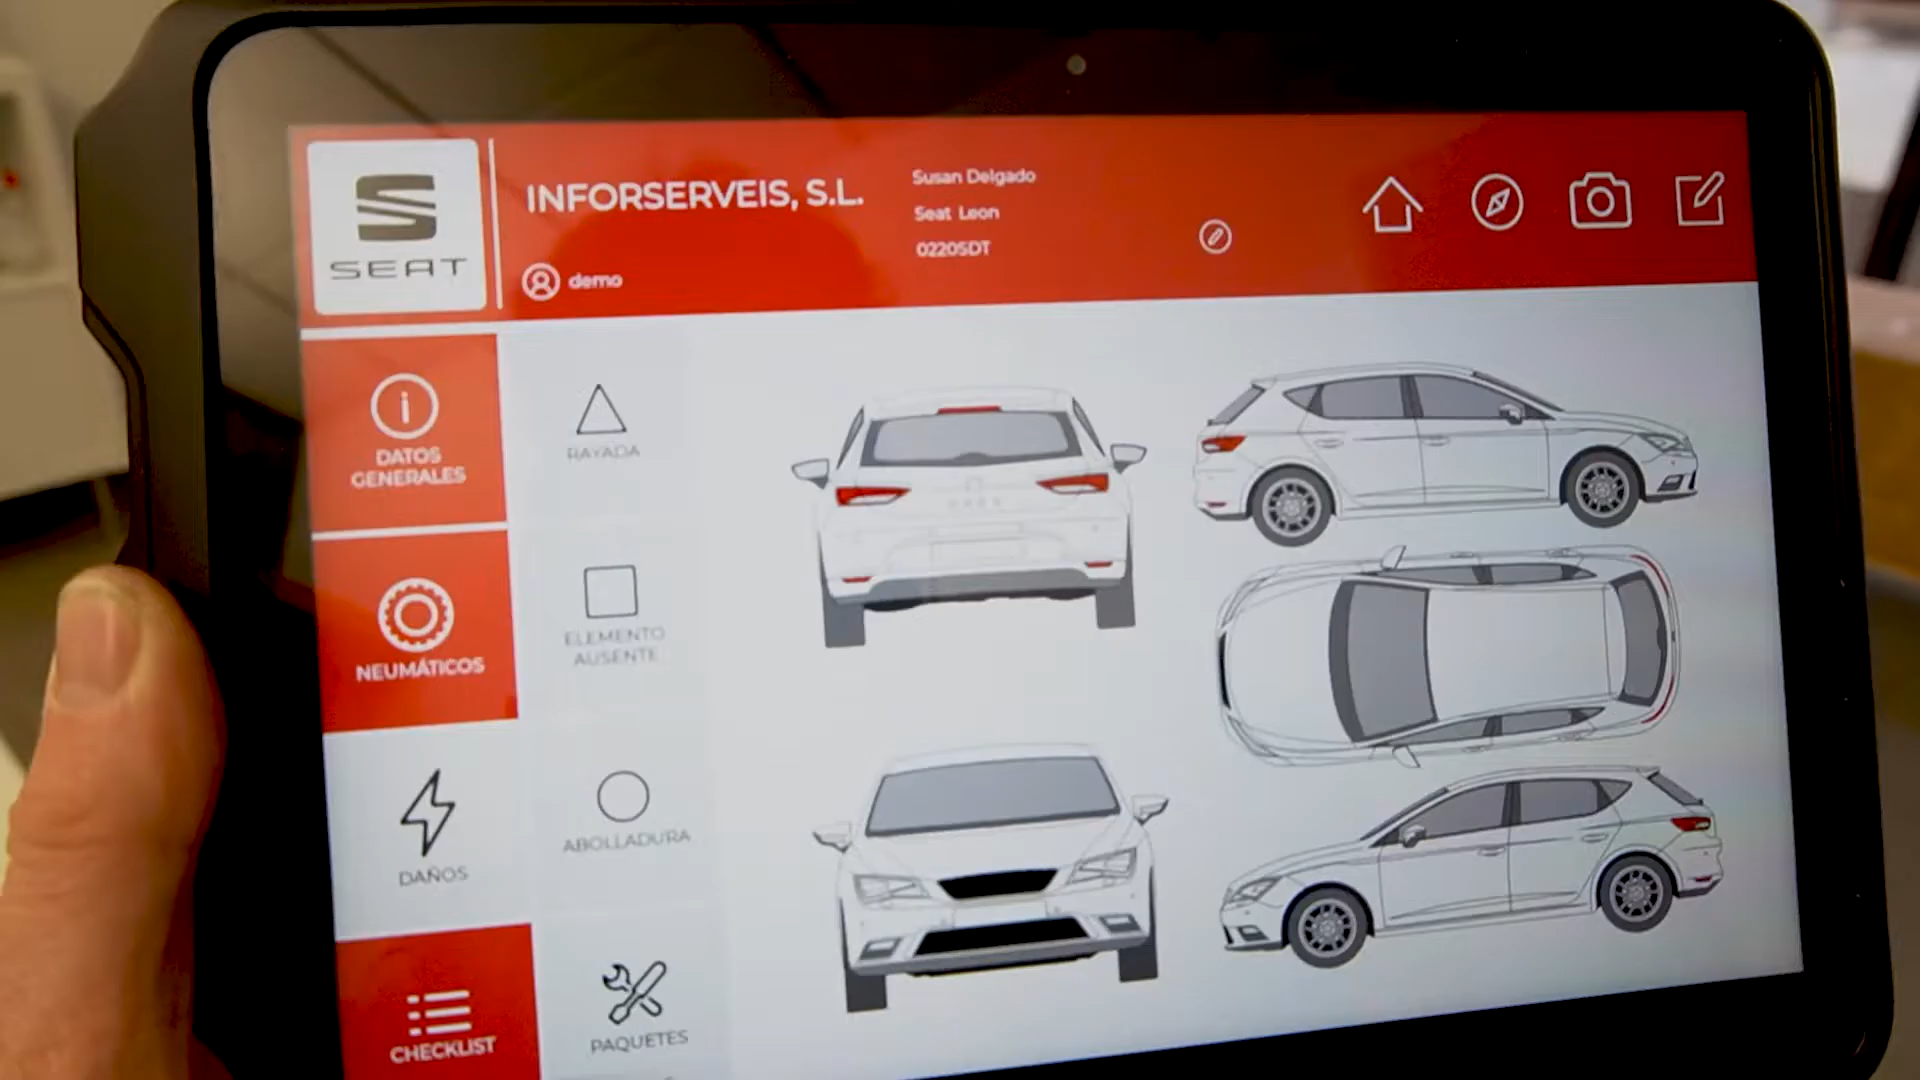 SEAT
INFORSERVEIS, S.L.
demo
Susan Delgado
Seat Leon
0220SDT
DATOS
GENERALES
NEUMÁTICOS
DAÑOS
CHECKLIST
RAYADA
ELEMENTO
AUSENTE
ABOLLADURA
PAQUETES